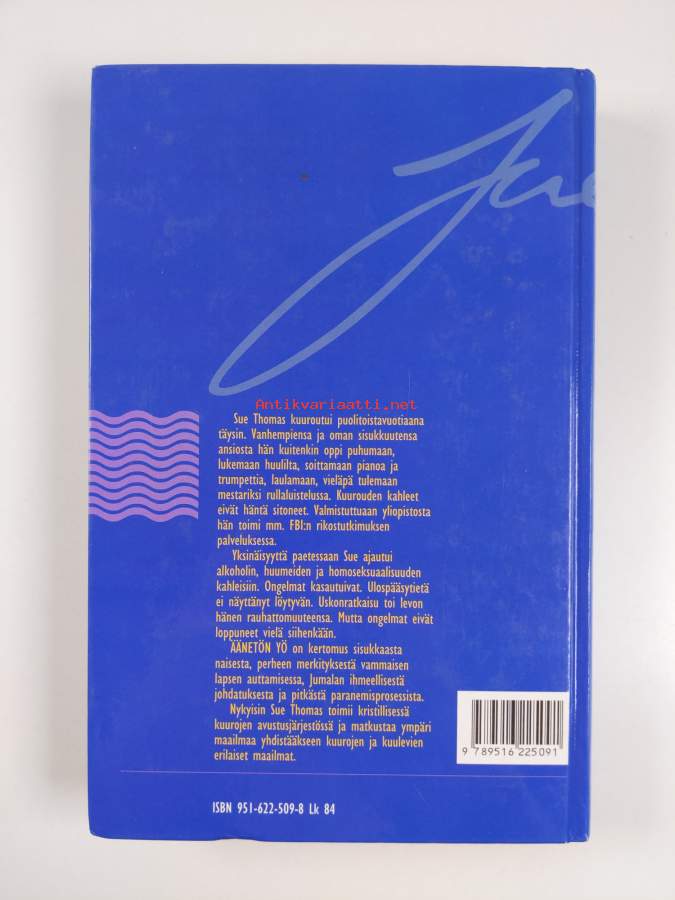 Sue
Antikvariaatti.net
Sue Thomas kuuroutui puolitoistavuotiaana
täysin. Vanhempiensa ja oman sisukkuutensa
ansiosta hän kuitenkin oppi puhumaan,
lukemaan huulilta, soittamaan pianoa ja
trumpettia, laulamaan, vieläpä tulemaan
mestariksi rullaluistelussa. Kuurouden kahleet
eivät häntä sitoneet. Valmistuttuaan yliopistosta
hän toimi mm. FBI:n rikostutkimuksen
palveluksessa.
Yksinäisyyttä paetessaan Sue ajautui
alkoholin, huumeiden ja homoseksuaalisuuden
kahleisiin. Ongelmat kasautuivat. Ulospääsytietä
ei näyttänyt löytyvän. Uskonratkaisu toi levon
hänen rauhattomuuteensa. Mutta ongelmat eivät
loppuneet vielä siihenkään.
ÄÄNETÖN YÖ on kertomus sisukkaasta
naisesta, perheen merkityksestä vammaisen
lapsen auttamisessa, Jumalan ihmeellisestä
johdatuksesta ja pitkästä paranemisprosessista.
Nykyisin Sue Thomas toimii kristillisessä
kuurojen avustusjärjestössä ja matkustaa ympäri
maailmaa yhdistääkseen kuurojen ja kuulevien
erilaiset maailmat.
9 789516 225091
ISBN 951-622-509-8 Lk 84